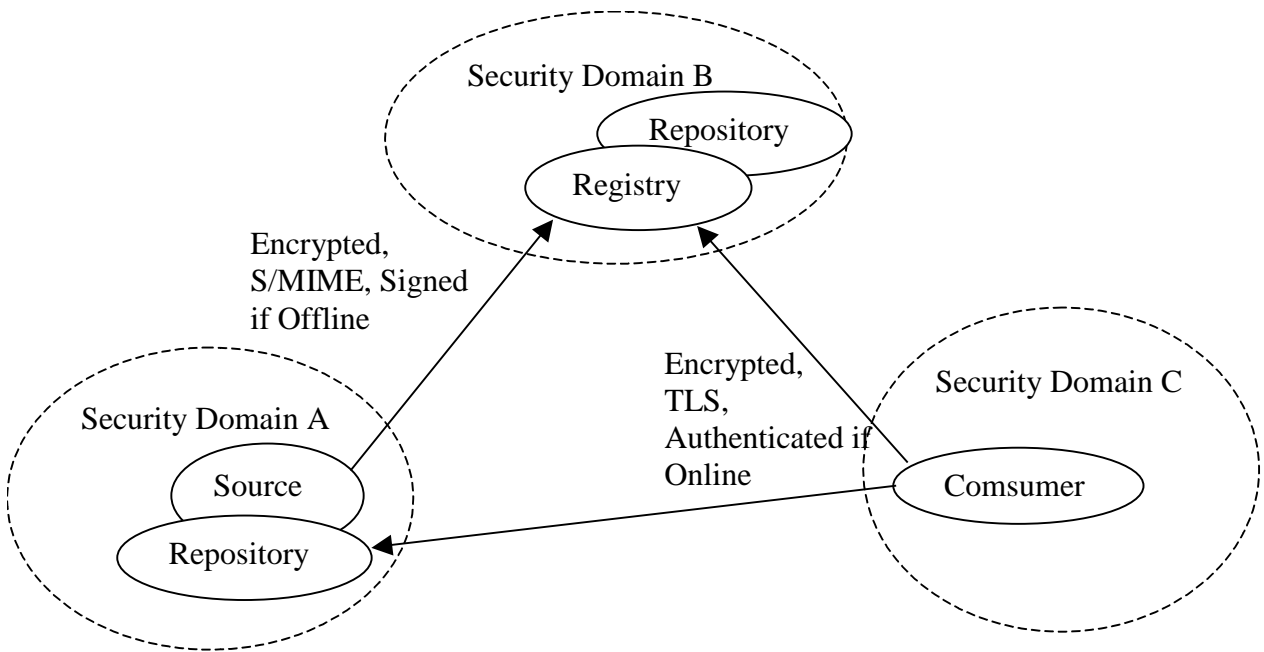 Security Domain B
Repository
Registry
Encrypted,
S/MIME, Signed
if Offline
Encrypted,
TLS,
Authenticated if
Online
Security Domain C
Comsumer
Security Domain A
Source
Repository